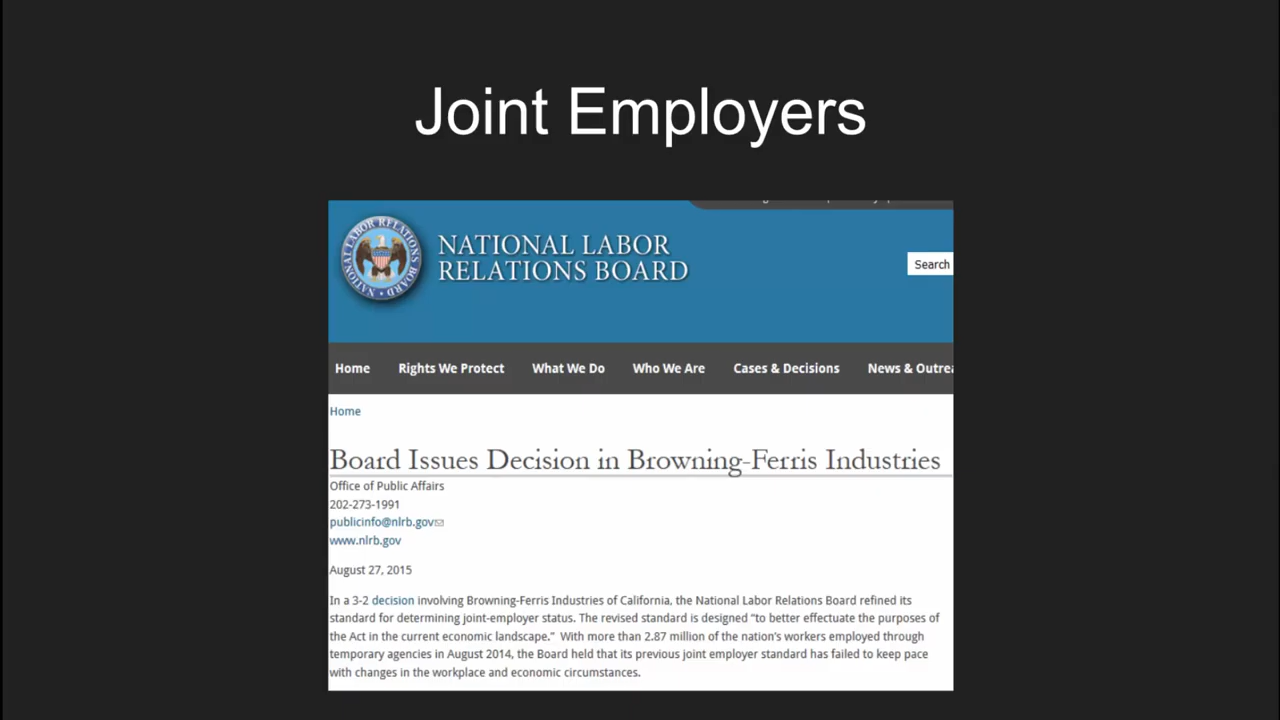 Joint Employers
NATIONAL LABOR
RELATIONS BOARD
Search
Home Rights We Protect What We Do Who We Are Cases & Decisions News & Outrea
Home
Board Issues Decision in Browning-Ferris Industries
Office of Public Affairs
202-273-1991
publicinfo@nlrb.gov
www.nlrb.gov
August 27, 2015
In a 3-2 decision involving Browning-Ferris Industries of California, the National Labor Relations Board refined its
standard for determining joint-employer status. The revised standard is designed "to better effectuate the purposes of
the Act in the current economic landscape." With more than 2.87 million of the nation's workers employed through
temporary agencies in August 2014, the Board held that its previous joint employer standard has failed to keep pace
with changes in the workplace and economic circumstances.
NATIONAL LABOR RELATIONS BOARD